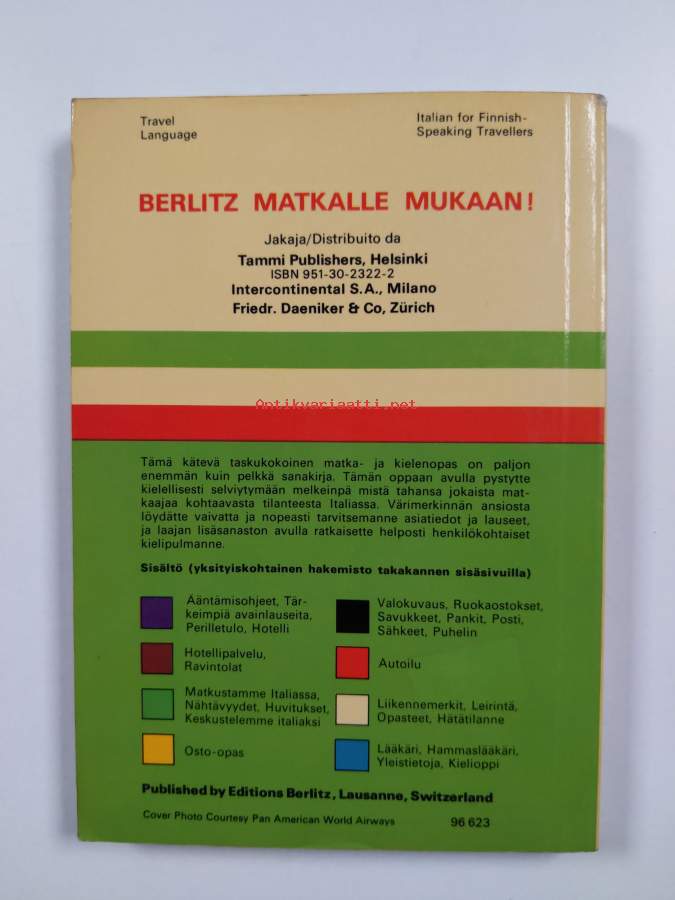 Travel
Language
Italian for Finnish-
Speaking Travellers
BERLITZ MATKALLE MUKAAN!
Jakaja/Distribuito da
Tammi Publishers, Helsinki
ISBN 951-30-2322-2
Intercontinental S.A., Milano
Friedr. Daeniker & Co, Zürich
Antikvariaatti.net
Tämä kätevä taskukokoinen matka- ja kielenopas on paljon
enemmän kuin pelkkä sanakirja. Tämän oppaan avulla pystytte
kielellisesti selviytymään melkeinpä mistä tahansa jokaista mat-
kaajaa kohtaavasta tilanteesta Italiassa. Värimerkinnän ansiosta
löydätte vaivatta ja nopeasti tarvitsemanne asiatiedot ja lauseet,
ja laajan lisäsanaston avulla ratkaisette helposti henkilökohtaiset
kielipulmanne.
Sisältö (yksityiskohtainen hakemisto takakannen sisäsivuilla)
Ääntämisohjeet, Tär-
keimpiä avainlauseita,
Perilletulo, Hotelli
Hotellipalvelu,
Ravintolat
Matkustamme Italiassa,
Nähtävyydet, Huvitukset,
Keskustelemme italiaksi
Osto-opas
Valokuvaus, Ruokaostokset,
Savukkeet, Pankit, Posti,
Sähkeet, Puhelin
Autoilu
Liikennemerkit, Leirintä,
Opasteet, Hätätilanne
Lääkäri, Hammaslääkäri,
Yleistietoja, Kielioppi
Published by Editions Berlitz, Lausanne, Switzerland
Cover Photo Courtesy Pan American World Airways
96 623